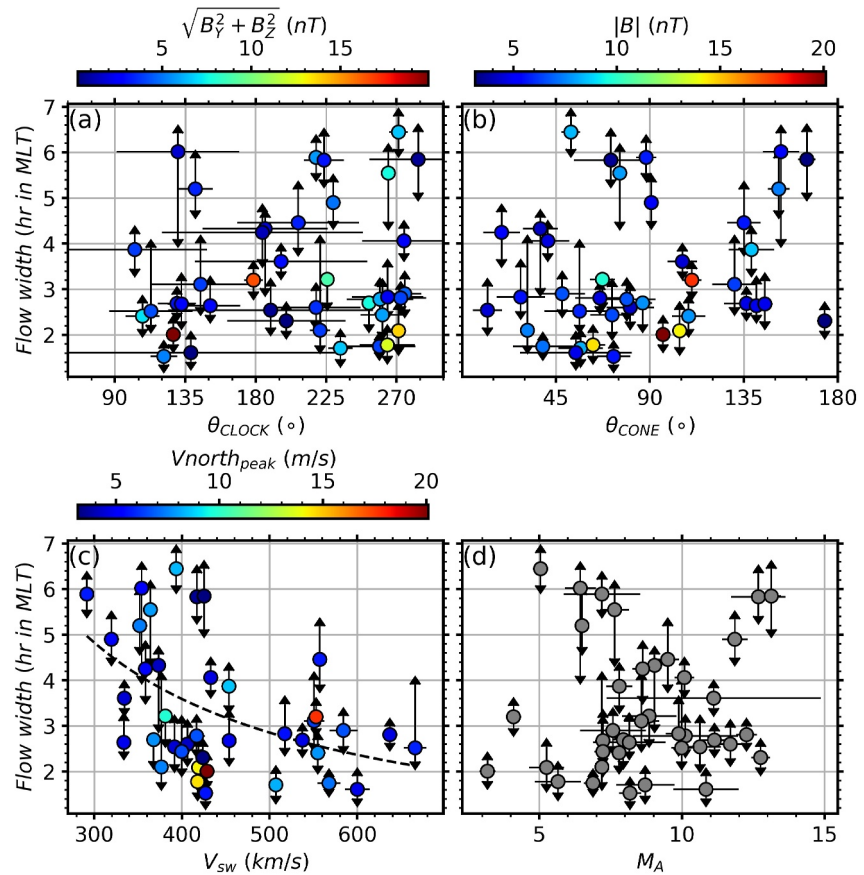 √B_Y^2 + B_Z^2 (nT)
|B| (nT)
5 10 15
5 10 15 20
(a)
(b)
7
6
5
4
3
2
Flow width (hr in MLT)
90 135 180 225 270
45 90 135 180
θ_CLOCK (∘)
θ_CONE (∘)
Vnorth_peak (m/s)
5 10 15 20
(c)
(d)
7
6
5
4
3
2
Flow width (hr in MLT)
300 400 500 600
5 10 15
V_sw (km/s)
M_A